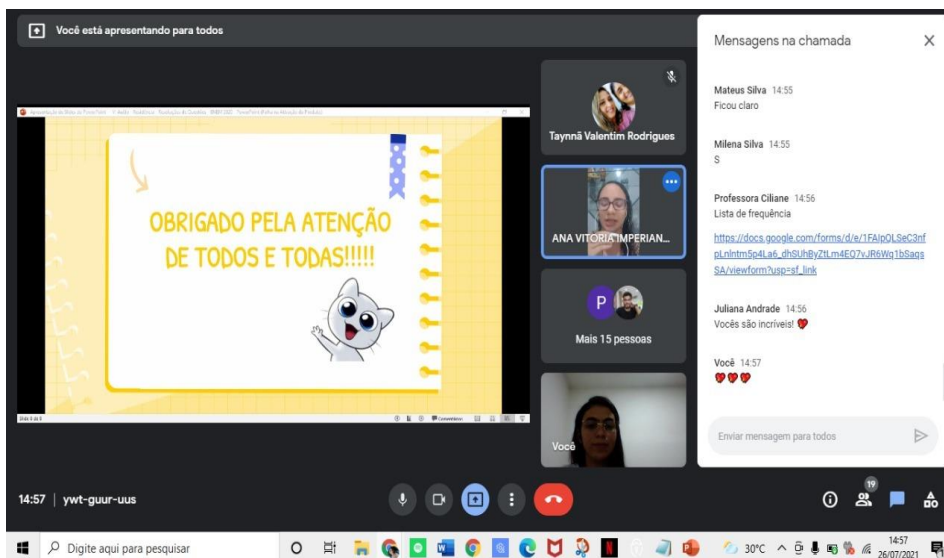 Você está apresentando para todos
OBRIGADO PELA ATENÇÃO
DE TODOS E TODAS!!!!!
Taynnã Valentim Rodrigues
ANA VITORIA IMPERIAN...
P
Mais 15 pessoas
Você
Mensagens na chamada
Mateus Silva 14:55
Ficou claro
Milena Silva 14:55
S
Professora Ciliane 14:56
Lista de frequência
https://docs.google.com/forms/d/e/
SA/viewform?usp=sf_link
Juliana Andrade 14:56
Vocês são incríveis!
Você 14:57
Enviar mensagem para todos
14:57 | ywt-guur-uus
19
Digite aqui para pesquisar
30°C
14:57
26/07/2021